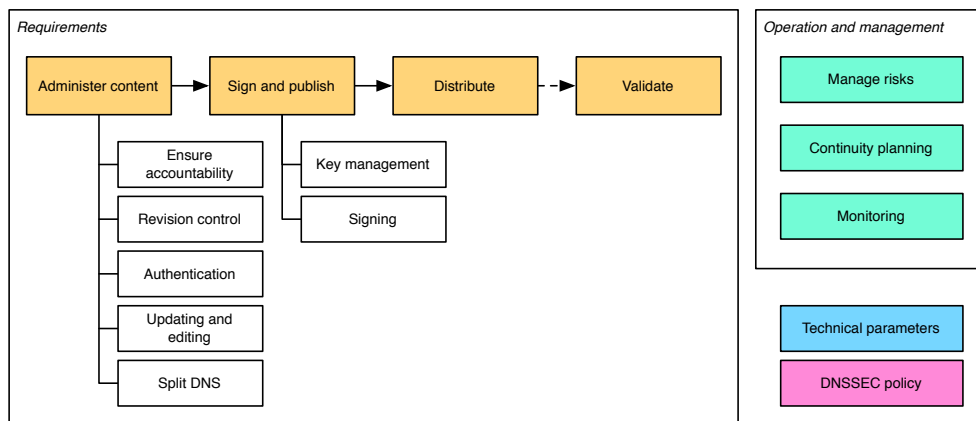 Requirements
Administer content
Sign and publish
Distribute
Validate
Ensure
accountability
Revision control
Authentication
Updating and
editing
Split DNS
Key management
Signing
Operation and management
Manage risks
Continuity planning
Monitoring
Technical parameters
DNSSEC policy